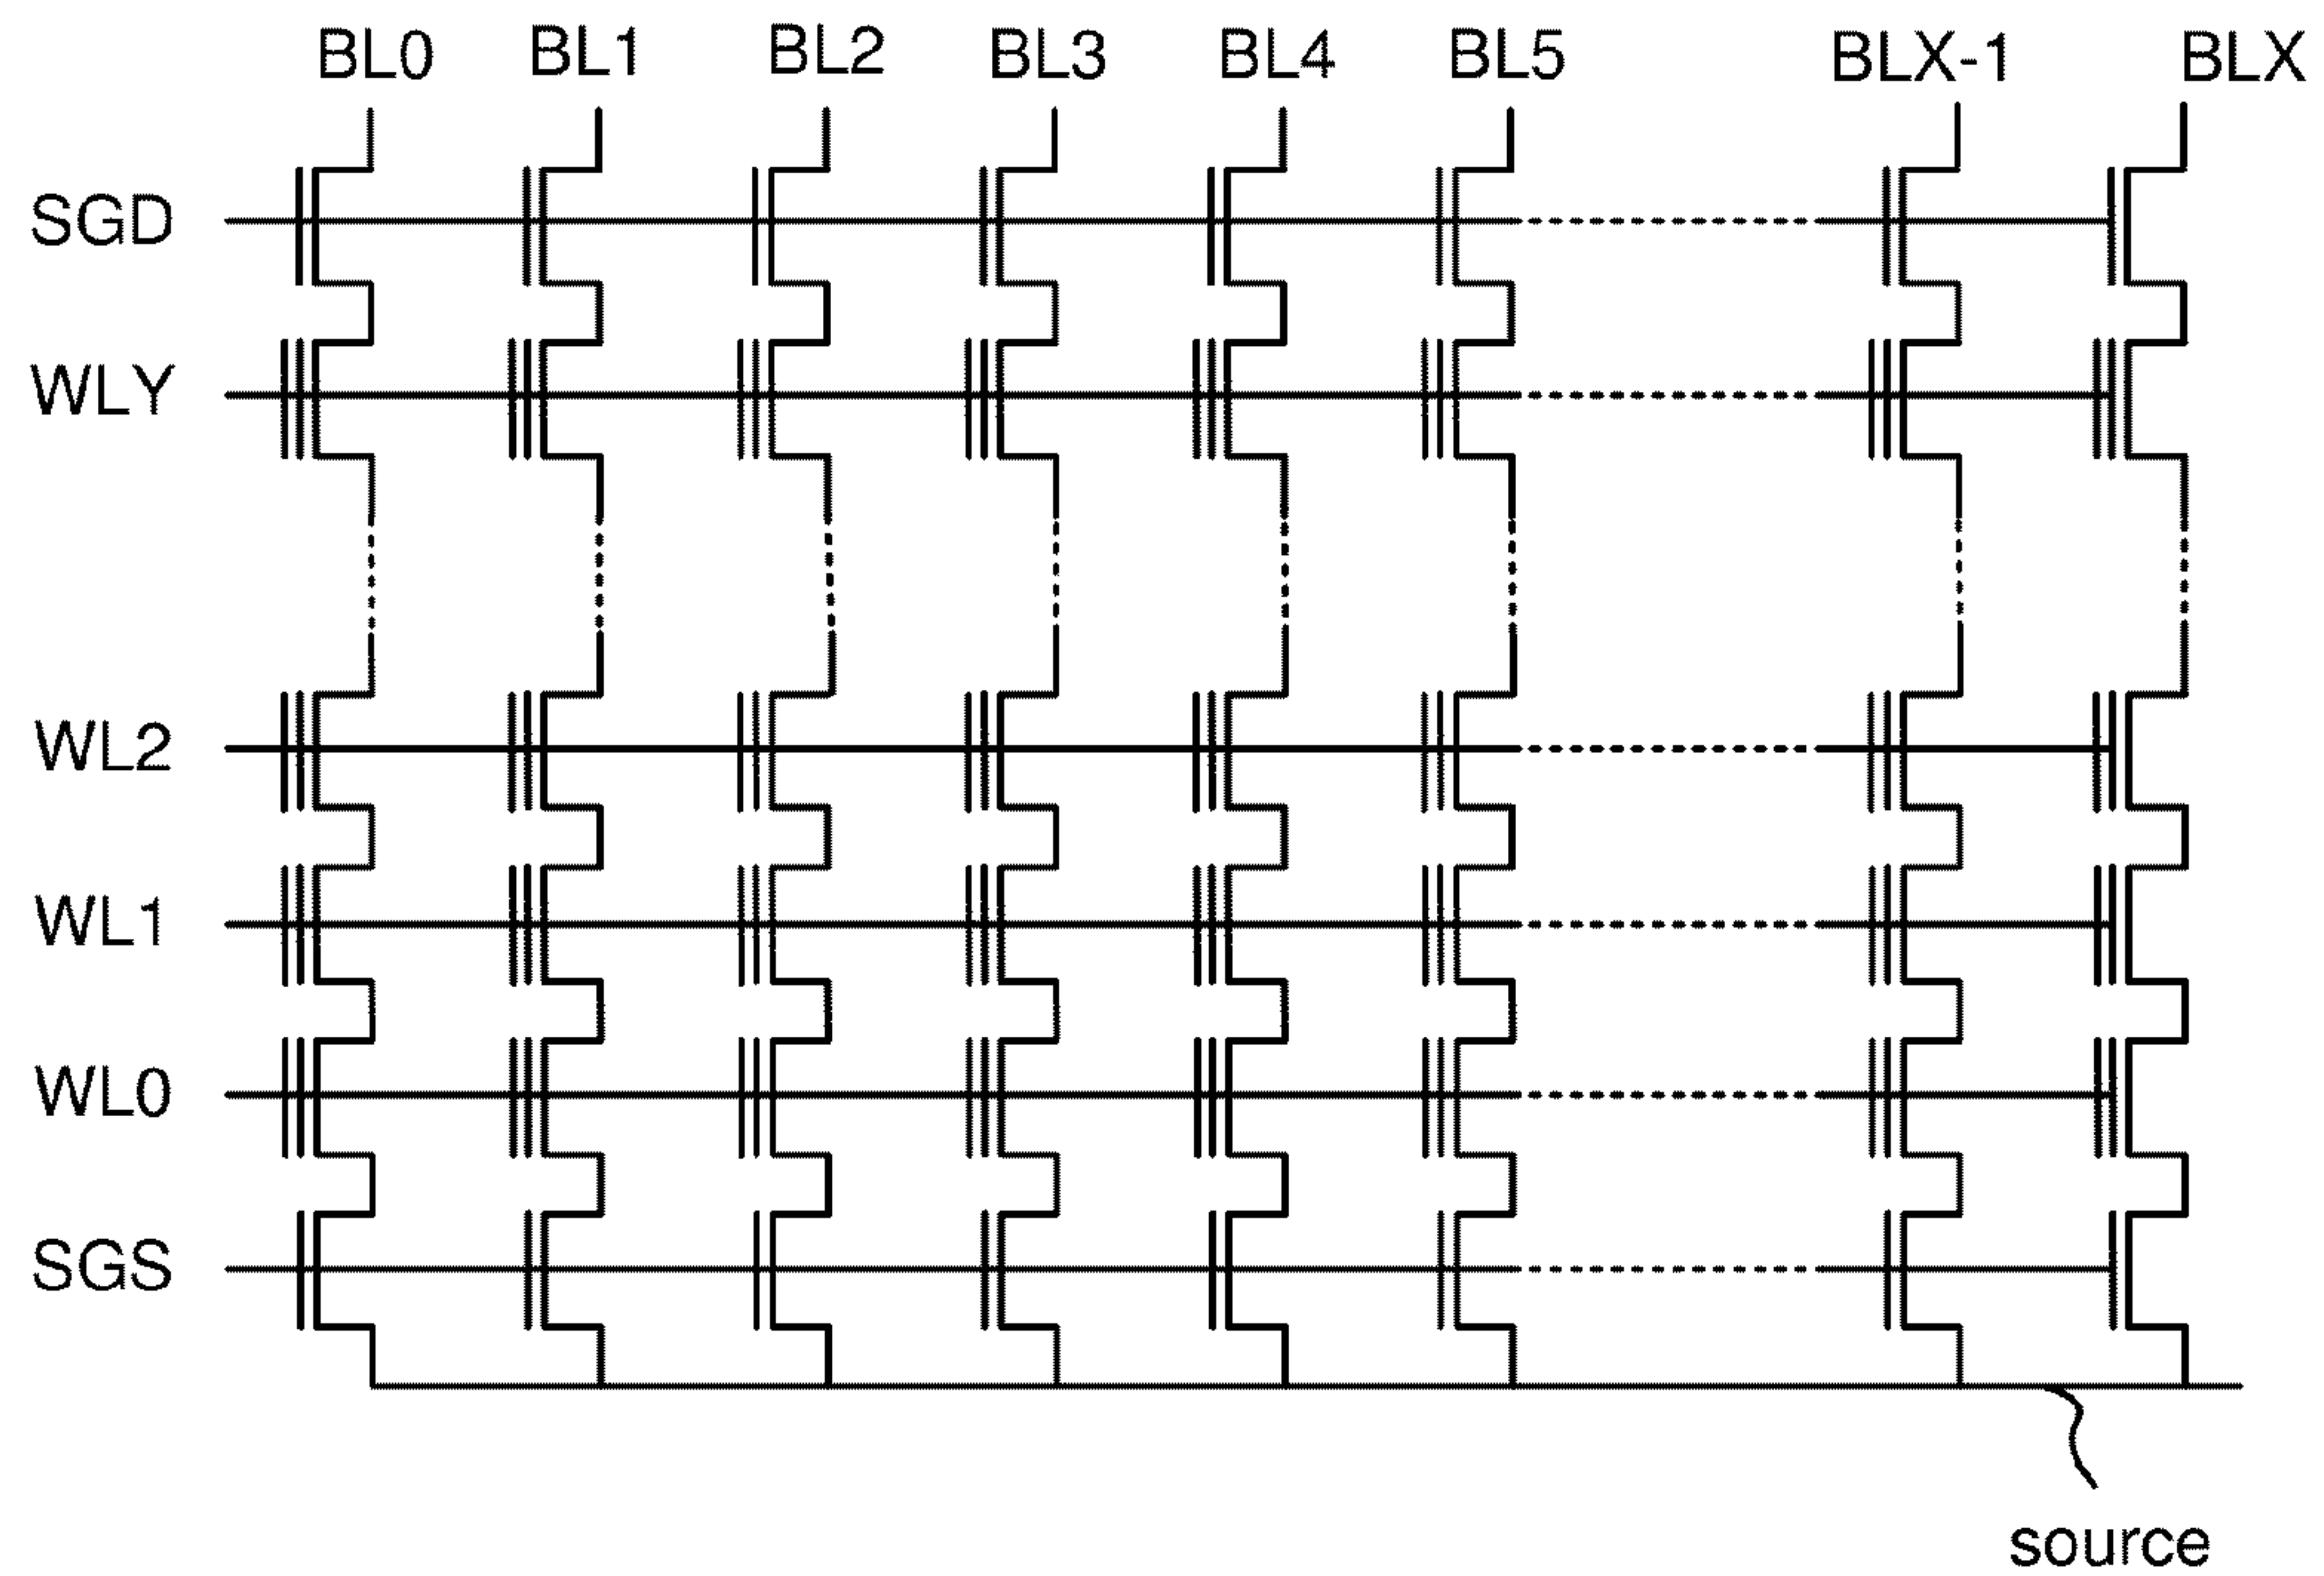 BL0 BL1 BL2 BL3 BL4 BL5 BLX-1 BLX
SGD
WLY
WL2
WL1
WL0
SGS
source